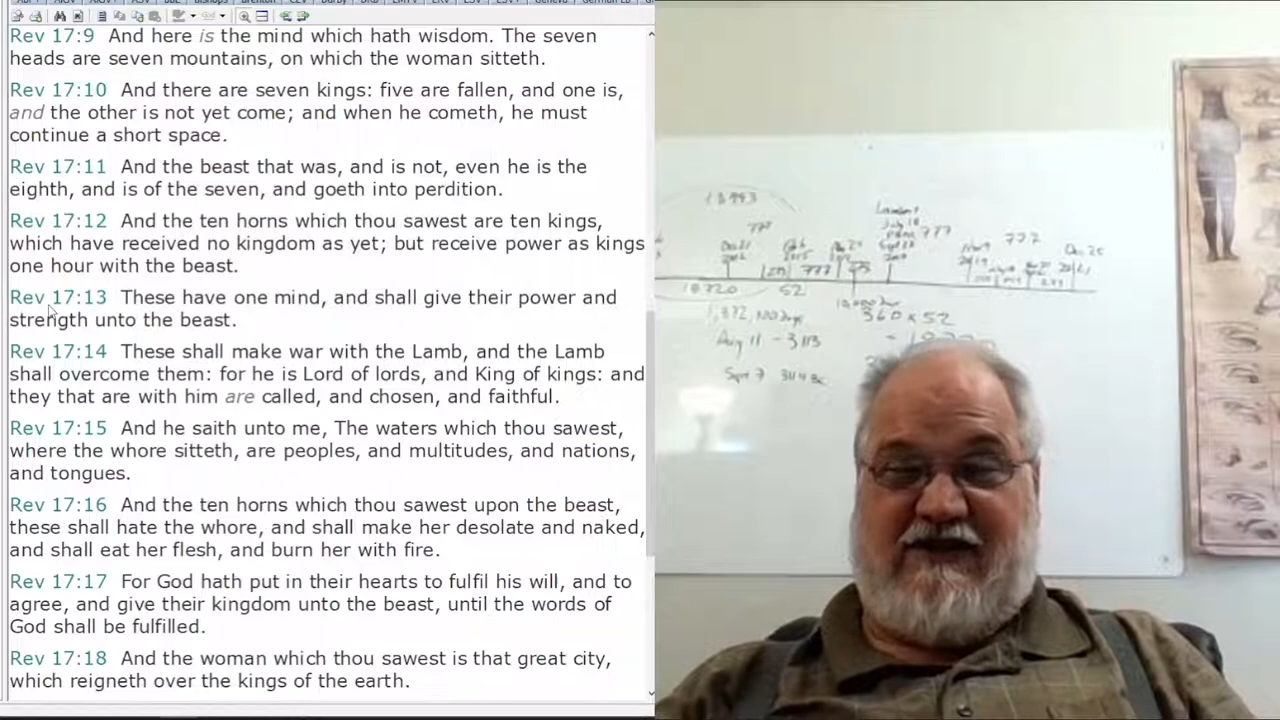 Rev 17:9 And here is the mind which hath wisdom. The seven
heads are seven mountains, on which the woman sitteth.
Rev 17:10 And there are seven kings: five are fallen, and one is,
and the other is not yet come; and when he cometh, he must
continue a short space.
Rev 17:11 And the beast that was, and is not, even he is the
eighth, and is of the seven, and goeth into perdition.
Rev 17:12 And the ten horns which thou sawest are ten kings,
which have received no kingdom as yet; but receive power as kings
one hour with the beast.
Rev 17:13 These have one mind, and shall give their power and
strength unto the beast.
Rev 17:14 These shall make war with the Lamb, and the Lamb
shall overcome them: for he is Lord of lords, and King of kings: and
they that are with him are called, and chosen, and faithful.
Rev 17:15 And he saith unto me, The waters which thou sawest,
where the whore sitteth, are peoples, and multitudes, and nations,
and tongues.
Rev 17:16 And the ten horns which thou sawest upon the beast,
these shall hate the whore, and shall make her desolate and naked,
and shall eat her flesh, and burn her with fire.
Rev 17:17 For God hath put in their hearts to fulfil his will, and to
agree, and give their kingdom unto the beast, until the words of
God shall be fulfilled.
Rev 17:18 And the woman which thou sawest is that great city,
which reigneth over the kings of the earth.
777
777
777
52
360 x 52
Aug 11 - 3113